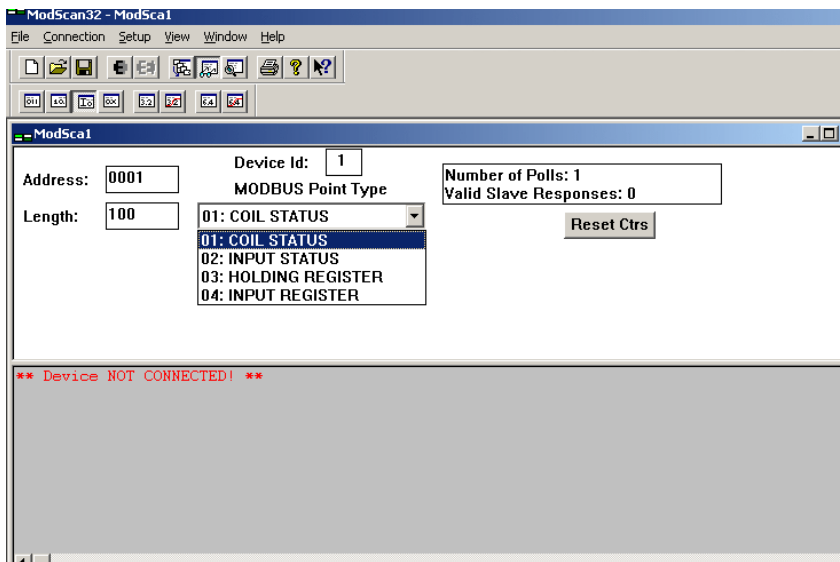 ModScan32 - ModSca1
File Connection Setup View Window Help
ModSca1
Address: 0001
Device Id: 1
MODBUS Point Type
Length: 100
01: COIL STATUS
01: COIL STATUS
02: INPUT STATUS
03: HOLDING REGISTER
04: INPUT REGISTER
Number of Polls: 1
Valid Slave Responses: 0
Reset Ctrs
** Device NOT CONNECTED! **